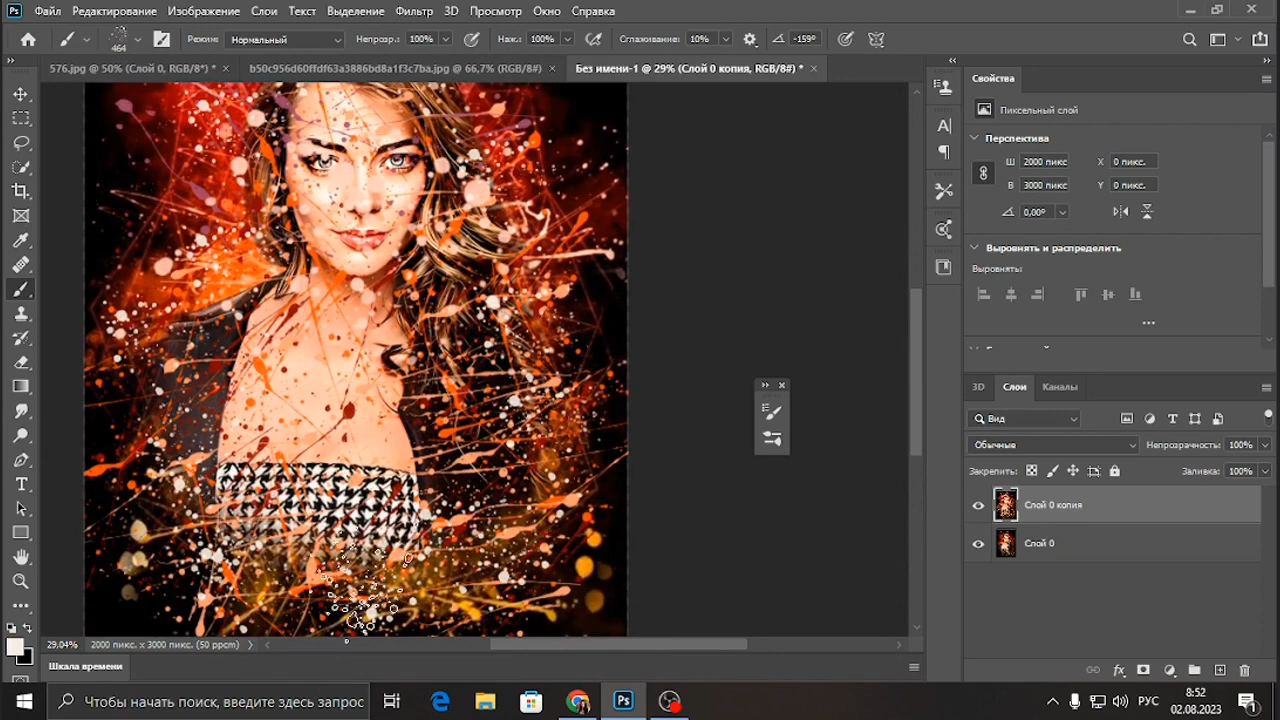 Ps Файл Редактирование Изображение Слои Текст Выделение Фильтр 3D Просмотр Окно Справка
464 Режим: Нормальный Непрозр.: 100% Наж.: 100% Сглаживание: 10% -159°
576.jpg @ 50% (Слой 0, RGB/8*) * × b50c956d60ffdf63a3886bd8a1f3c7ba.jpg @ 66,7% (RGB/8#) × Без имени-1 @ 29% (Слой 0 копия, RGB/8#) * ×
Свойства
Пиксельный слой
Перспектива
Ш 2000 пикс X 0 пикс.
В 3000 пикс Y 0 пикс.
0,00°
Выровнять и распределить
Выровнять:
3D Слои Каналы
Вид
Обычные Непрозрачность: 100%
Закрепить: Заливка: 100%
Слой 0 копия
Слой 0
29,04% 2000 пикс. x 3000 пикс. (50 ppcm)
Шкала времени
Чтобы начать поиск, введите здесь запрос
Ps
РУС
8:52
02.08.2023
1